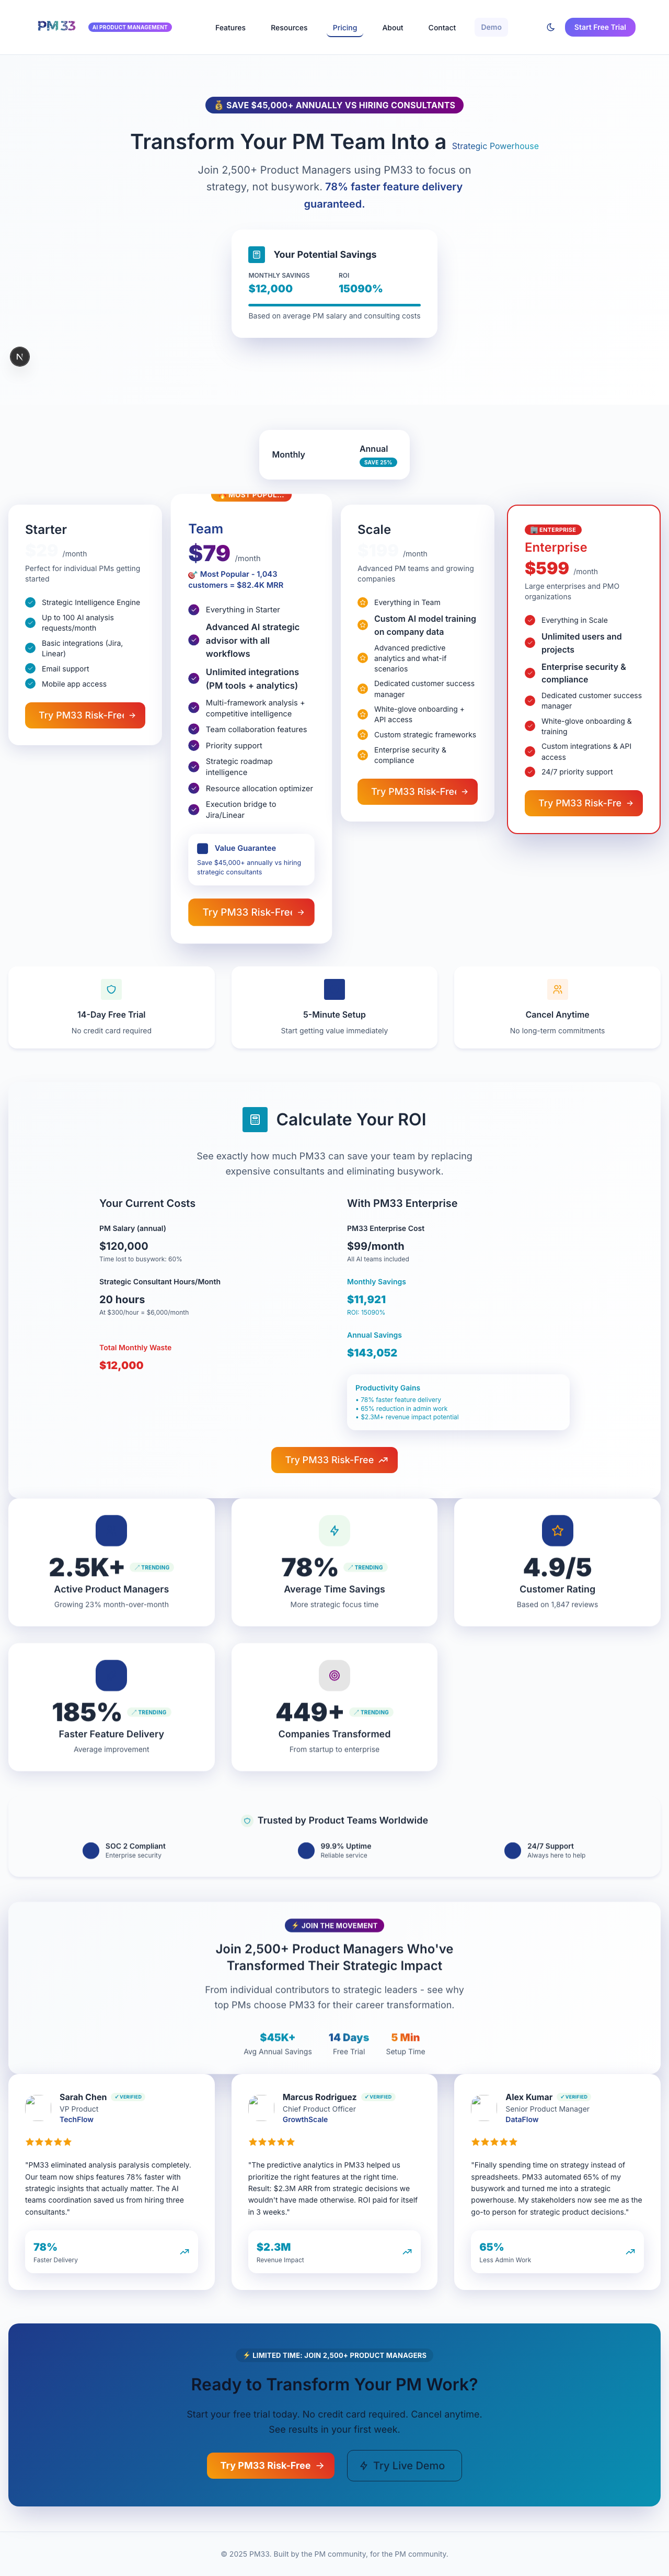 PM33
AI PRODUCT MANAGEMENT
Features
Resources
Pricing
About
Contact
Demo
Start Free Trial
💰 SAVE $45,000+ ANNUALLY VS HIRING CONSULTANTS
Transform Your PM Team Into a Strategic Powerhouse
Join 2,500+ Product Managers using PM33 to focus on
strategy, not busywork. 78% faster feature delivery
guaranteed.
Your Potential Savings
MONTHLY SAVINGS
$12,000
ROI
15090%
Based on average PM salary and consulting costs
N
Monthly
Annual
SAVE 25%
Starter
$29 /month
Perfect for individual PMs getting
started
Strategic Intelligence Engine
Up to 100 AI analysis
requests/month
Basic integrations (Jira,
Linear)
Email support
Mobile app access
Try PM33 Risk-Free
MOST POPUL...
Team
$79 /month
🎯 Most Popular - 1,043
customers = $82.4K MRR
Everything in Starter
Advanced AI strategic
advisor with all
workflows
Unlimited integrations
(PM tools + analytics)
Multi-framework analysis +
competitive intelligence
Team collaboration features
Priority support
Strategic roadmap
intelligence
Resource allocation optimizer
Execution bridge to
Jira/Linear
Value Guarantee
Save $45,000+ annually vs hiring
strategic consultants
Try PM33 Risk-Free
Scale
$199 /month
Advanced PM teams and growing
companies
Everything in Team
Custom AI model training
on company data
Advanced predictive
analytics and what-if
scenarios
Dedicated customer success
manager
White-glove onboarding +
API access
Custom strategic frameworks
Enterprise security &
compliance
Try PM33 Risk-Free
🏢 ENTERPRISE
Enterprise
$599 /month
Large enterprises and PMO
organizations
Everything in Scale
Unlimited users and
projects
Enterprise security &
compliance
Dedicated customer success
manager
White-glove onboarding &
training
Custom integrations & API
access
24/7 priority support
Try PM33 Risk-Fre
14-Day Free Trial
No credit card required
5-Minute Setup
Start getting value immediately
Cancel Anytime
No long-term commitments
Calculate Your ROI
See exactly how much PM33 can save your team by replacing
expensive consultants and eliminating busywork.
Your Current Costs
PM Salary (annual)
$120,000
Time lost to busywork: 60%
Strategic Consultant Hours/Month
20 hours
At $300/hour = $6,000/month
Total Monthly Waste
$12,000
With PM33 Enterprise
PM33 Enterprise Cost
$99/month
All AI teams included
Monthly Savings
$11,921
ROI: 15090%
Annual Savings
$143,052
Productivity Gains
• 78% faster feature delivery
• 65% reduction in admin work
• $2.3M+ revenue impact potential
Try PM33 Risk-Free
2.5K+ TRENDING
Active Product Managers
Growing 23% month-over-month
78% TRENDING
Average Time Savings
More strategic focus time
4.9/5
Customer Rating
Based on 1,847 reviews
185% TRENDING
Faster Feature Delivery
Average improvement
449+ TRENDING
Companies Transformed
From startup to enterprise
Trusted by Product Teams Worldwide
SOC 2 Compliant
Enterprise security
99.9% Uptime
Reliable service
24/7 Support
Always here to help
⚡ JOIN THE MOVEMENT
Join 2,500+ Product Managers Who've
Transformed Their Strategic Impact
From individual contributors to strategic leaders - see why
top PMs choose PM33 for their career transformation.
$45K+
Avg Annual Savings
14 Days
Free Trial
5 Min
Setup Time
Sarah Chen ✓ VERIFIED
VP Product
TechFlow
"PM33 eliminated analysis paralysis completely.
Our team now ships features 78% faster with
strategic insights that actually matter. The AI
teams coordination saved us from hiring three
consultants."
78%
Faster Delivery
Marcus Rodriguez ✓ VERIFIED
Chief Product Officer
GrowthScale
"The predictive analytics in PM33 helped us
prioritize the right features at the right time.
Result: $2.3M ARR from strategic decisions we
wouldn't have made otherwise. ROI paid for itself
in 3 weeks."
$2.3M
Revenue Impact
Alex Kumar ✓ VERIFIED
Senior Product Manager
DataFlow
"Finally spending time on strategy instead of
spreadsheets. PM33 automated 65% of my
busywork and turned me into a strategic
powerhouse. My stakeholders now see me as the
go-to person for strategic product decisions."
65%
Less Admin Work
⚡ LIMITED TIME: JOIN 2,500+ PRODUCT MANAGERS
Ready to Transform Your PM Work?
Start your free trial today. No credit card required. Cancel anytime.
See results in your first week.
Try PM33 Risk-Free
Try Live Demo
© 2025 PM33. Built by the PM community, for the PM community.